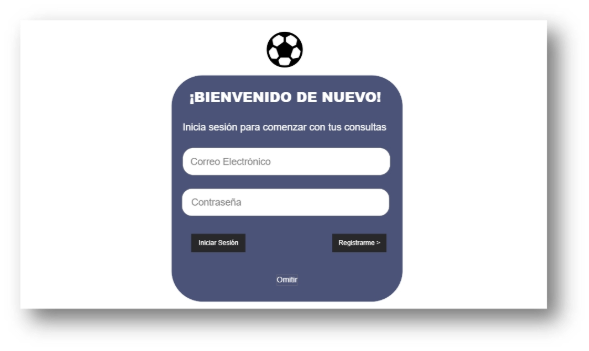 ¡BIENVENIDO DE NUEVO!
Inicia sesión para comenzar con tus consultas
Correo Electrónico
Contraseña
Iniciar Sesión
Registrarme >
Omitir